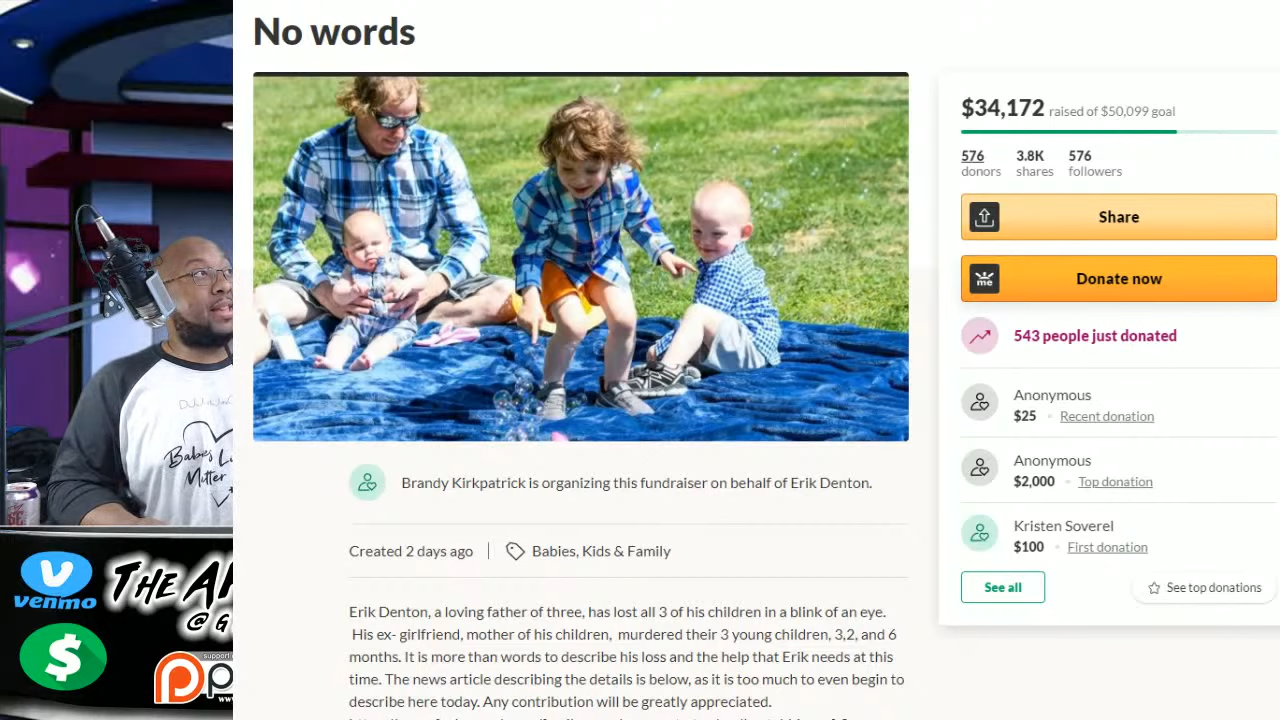 No words
$34,172 raised of $50,099 goal
576 3.8K 576
donors shares followers
Share
me
Donate now
543 people just donated
Anonymous
$25 • Recent donation
Anonymous
$2,000 • Top donation
Kristen Soverel
$100 • First donation
See all
See top donations
Brandy Kirkpatrick is organizing this fundraiser on behalf of Erik Denton.
Created 2 days ago
Babies, Kids & Family
Erik Denton, a loving father of three, has lost all 3 of his children in a blink of an eye.
His ex- girlfriend, mother of his children, murdered their 3 young children, 3,2, and 6
months. It is more than words to describe his loss and the help that Erik needs at this
time. The news article describing the details is below, as it is too much to even begin to
describe here today. Any contribution will be greatly appreciated.
Babies
Matter
V
venmo
THE
@ G
$
support
P
www